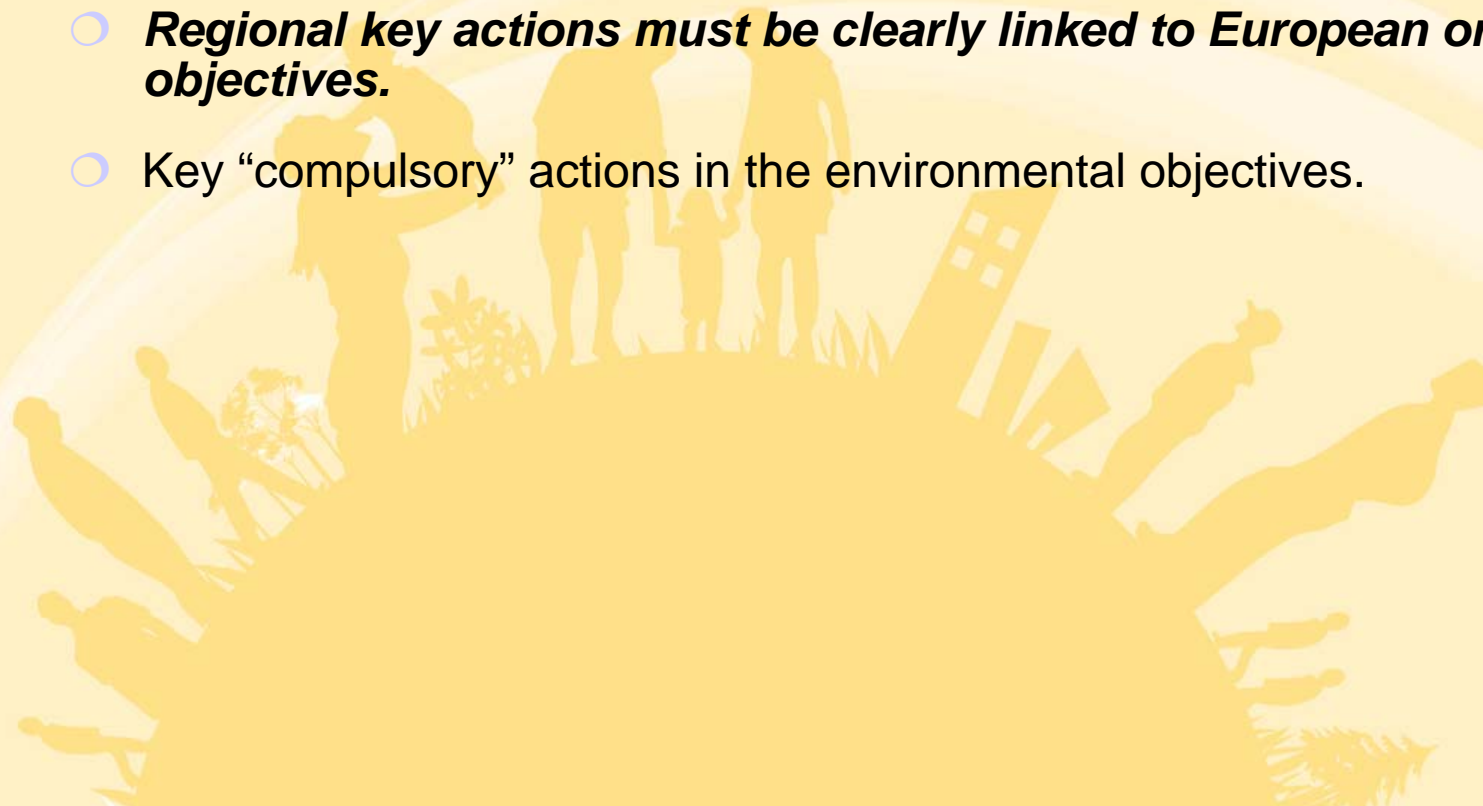 Regional key actions must be clearly linked to European or
objectives.
Key “compulsory” actions in the environmental objectives.